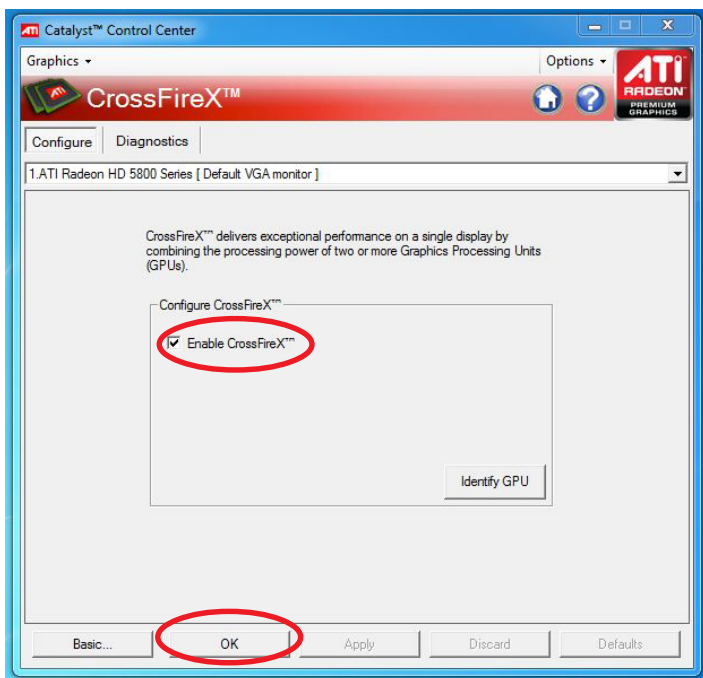 ATI Catalyst™ Control Center
Graphics Options
ATI
CrossFireX™
RADEON
PREMIUM
GRAPHICS
Configure Diagnostics
1.ATI Radeon HD 5800 Series [ Default VGA monitor ]
CrossFireX™ delivers exceptional performance on a single display by
combining the processing power of two or more Graphics Processing Units
(GPUs).
Configure CrossFireX™
Enable CrossFireX™
Identify GPU
Basic... OK Apply Discard Defaults